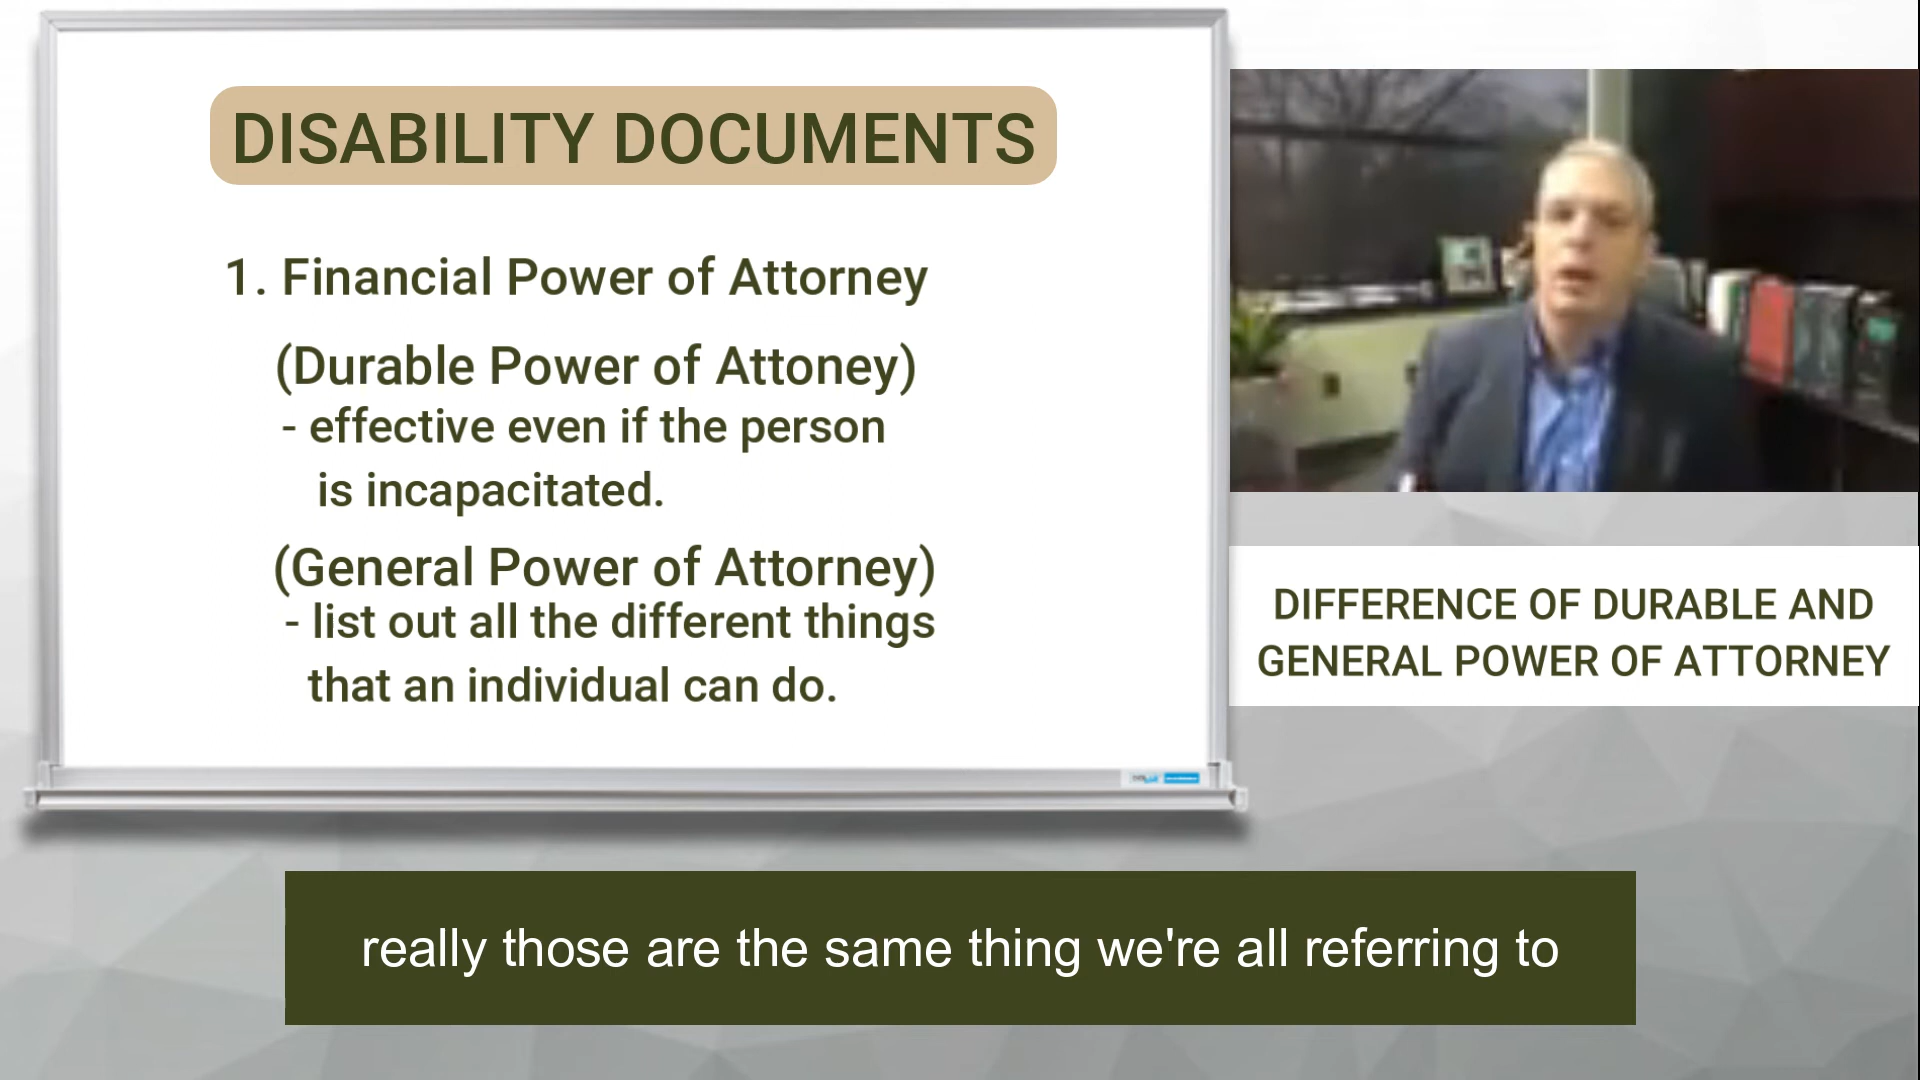 DISABILITY DOCUMENTS
1. Financial Power of Attorney
(Durable Power of Attoney)
- effective even if the person
is incapacitated.
(General Power of Attorney)
- list out all the different things
that an individual can do.
DIFFERENCE OF DURABLE AND
GENERAL POWER OF ATTORNEY
really those are the same thing we're all referring to